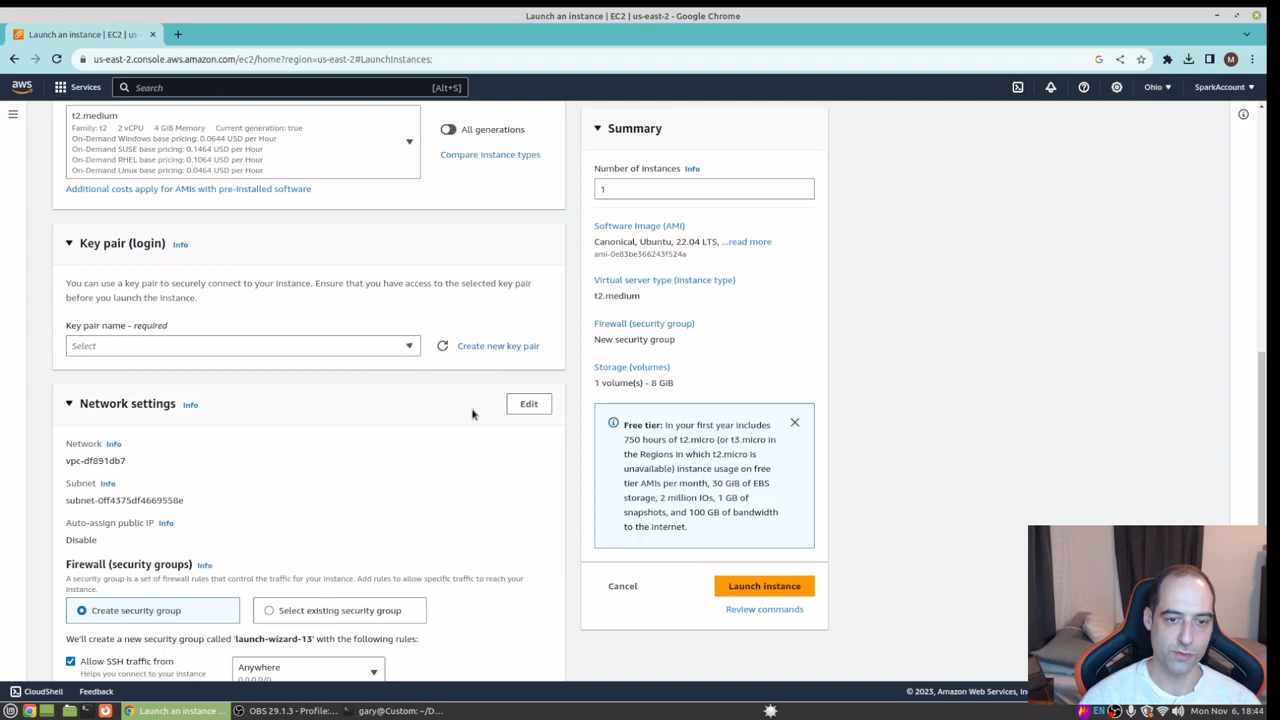 Launch an instance | EC2 | us-east-2 - Google Chrome
Launch an instance | EC2 | us-
us-east-2.console.aws.amazon.com/ec2/home?region=us-east-2#LaunchInstances:
M
aws
Services
Search
[Alt+S]
Ohio
SparkAccount
t2.medium
Family: t2 2 vCPU 4 GiB Memory Current generation: true
On-Demand Windows base pricing: 0.0644 USD per Hour
On-Demand SUSE base pricing: 0.1464 USD per Hour
On-Demand RHEL base pricing: 0.1064 USD per Hour
On-Demand Linux base pricing: 0.0464 USD per Hour
All generations
Compare instance types
Additional costs apply for AMIs with pre-installed software
Key pair (login) Info
You can use a key pair to securely connect to your instance. Ensure that you have access to the selected key pair
before you launch the instance.
Key pair name - required
Select
Create new key pair
Network settings Info
Edit
Network Info
vpc-df891db7
Subnet Info
subnet-0ff4375df4669558e
Auto-assign public IP Info
Disable
Firewall (security groups) Info
A security group is a set of firewall rules that control the traffic for your instance. Add rules to allow specific traffic to reach your
instance.
Create security group
Select existing security group
We'll create a new security group called 'launch-wizard-13' with the following rules:
Allow SSH traffic from
Helps you connect to your instance
Anywhere
0.0.0.0/0
Summary
Number of instances Info
1
Software Image (AMI)
Canonical, Ubuntu, 22.04 LTS, ...read more
ami-0e83be366243f524a
Virtual server type (instance type)
t2.medium
Firewall (security group)
New security group
Storage (volumes)
1 volume(s) - 8 GiB
Free tier: In your first year includes
750 hours of t2.micro (or t3.micro in
the Regions in which t2.micro is
unavailable) instance usage on free
tier AMIs per month, 30 GiB of EBS
storage, 2 million IOs, 1 GB of
snapshots, and 100 GB of bandwidth
to the internet.
Cancel
Launch instance
Review commands
CloudShell
Feedback
© 2023, Amazon Web Services, In
Launch an instance ...
OBS 29.1.3 - Profile:...
gary@Custom: ~/D...
EN
Mon Nov 6, 18:44